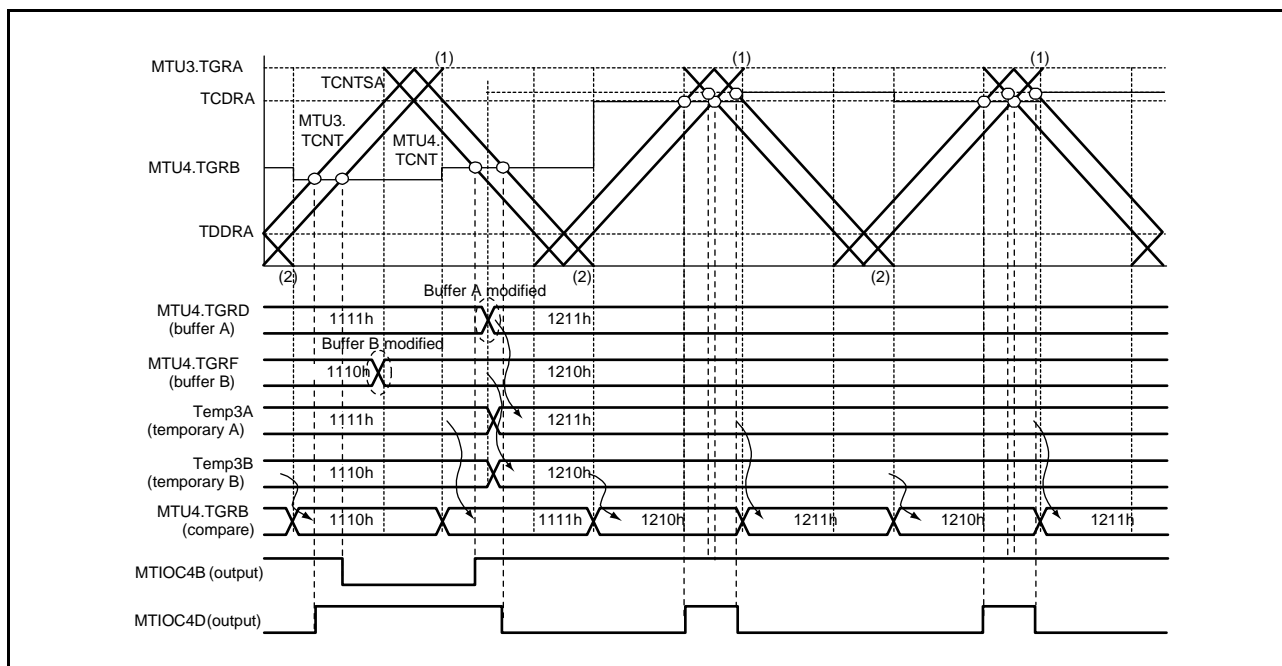 MTU3.TGRA
(1)
(1)
(1)
TCNTSA
TCDRA
MTU3.
TCNT
MTU4.
TCNT
MTU4.TGRB
TDDRA
(2)
(2)
(2)
Buffer A modified
MTU4.TGRD
(buffer A)
1111h
1211h
Buffer B modified
MTU4.TGRF
(buffer B)
1110h
1210h
Temp3A
(temporary A)
1111h
1211h
Temp3B
(temporary B)
1110h
1210h
MTU4.TGRB
(compare)
1110h
1111h
1210h
1211h
1210h
1211h
MTIOC4B (output)
MTIOC4D(output)